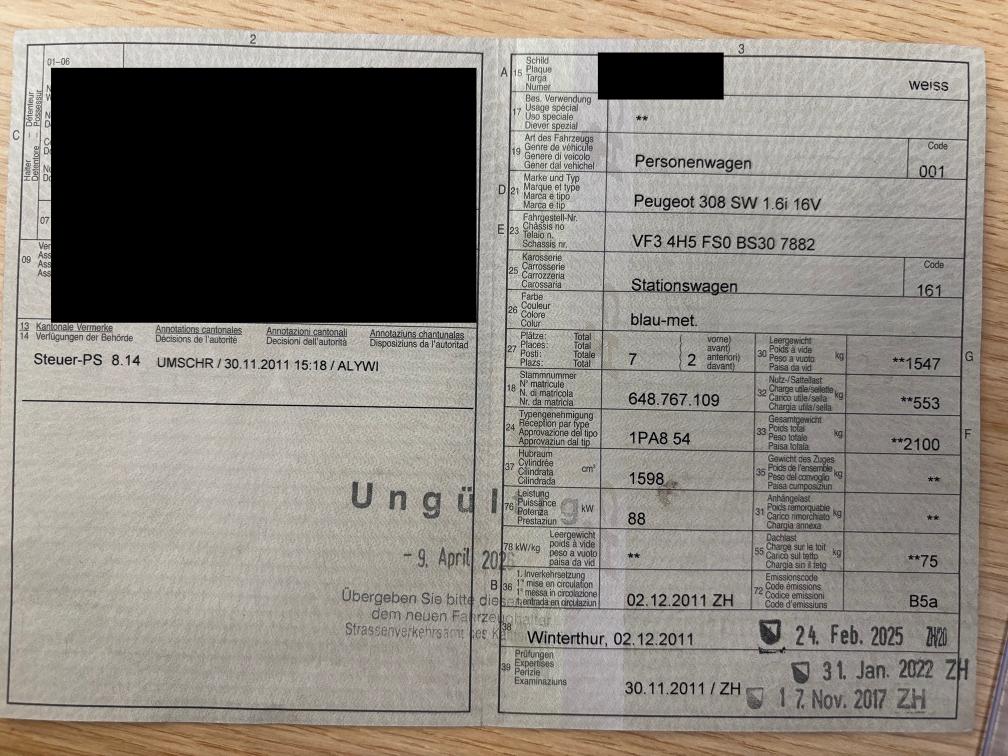 2
01-06
C
Halter – Détenteur
Detentore – Possessur
07
09
Ass
Ass
13 Kantonale Vermerke Annotations cantonales Annotazioni cantonali Annotaziuns chantunalas
14 Verfügungen der Behörde Décisions de l'autorité Decisioni dell'autorità Disposiziuns da l'autoritad
Steuer-PS 8.14 UMSCHR / 30.11.2011 15:18 / ALYWI
Ungültig
- 9. April
Übergeben Sie bitte diesen
dem neuen Fahrzeughalter
Strassenverkehrsamt des
3
A 15 Schild
Plaque
Targa
Numer
weiss
17 Bes. Verwendung
Usage spécial
Uso speciale
Diever spezial
**
19 Art des Fahrzeugs
Genre de véhicule
Genere di veicolo
Gener dal vehichel
Personenwagen
Code
001
D 21 Marke und Typ
Marque et type
Marca e tipo
Marca e tip
Peugeot 308 SW 1.6i 16V
E 23 Fahrgestell-Nr.
Châssis no
Telaio n.
Schassis nr.
VF3 4H5 FS0 BS30 7882
25 Karosserie
Carrosserie
Carrozzeria
Carossaria
Stationswagen
Code
161
26 Farbe
Couleur
Colore
Colur
blau-met.
27 Plätze: Total
Places: Total
Posti: Totale
Plazs: Total
7
( 2 )
vorne)
avant)
anteriori)
davant)
30 Leergewicht
Poids à vide
Peso a vuoto
Paisa da vid
kg
**1547
G
18 Stammnummer
N° matricule
N. di matricola
Nr. da matricla
648.767.109
32 Nutz-/Sattellast
Charge utile/sellette
Carico utile/sella
Chargia utila/sella
kg
**553
24 Typengenehmigung
Réception par type
Approvazione del tipo
Approvaziun dal tip
1PA8 54
33 Gesamtgewicht
Poids total
Peso totale
Paisa totala
kg
**2100
F
37 Hubraum
Cylindrée
Cilindrata
Cilindrada
cm³
1598
35 Gewicht des Zuges
Poids de l'ensemble
Peso del convoglio
Paisa cumposiziun
kg
**
76 Leistung
Puissance
Potenza
Prestaziun
kW
88
31 Anhängelast
Poids remorquable
Carico rimorchiato
Chargia annexa
kg
**
78 kW/kg Leergewicht
poids à vide
peso a vuoto
paisa da vid
**
55 Dachlast
Charge sur le toit
Carico sul tetto
Chargia sin il tetg
kg
**75
B 36 1. Inverkehrsetzung
1re mise en circulation
1a messa in circolazione
1. entrada en circulaziun
02.12.2011 ZH
72 Emissionscode
Code émissions
Codice emissioni
Code d'emissiuns
B5a
38 Winterthur, 02.12.2011
24. Feb. 2025 ZH20
39 Prüfungen
Expertises
Perizie
Examinaziuns
31. Jan. 2022 ZH
30.11.2011 / ZH
17. Nov. 2017 ZH